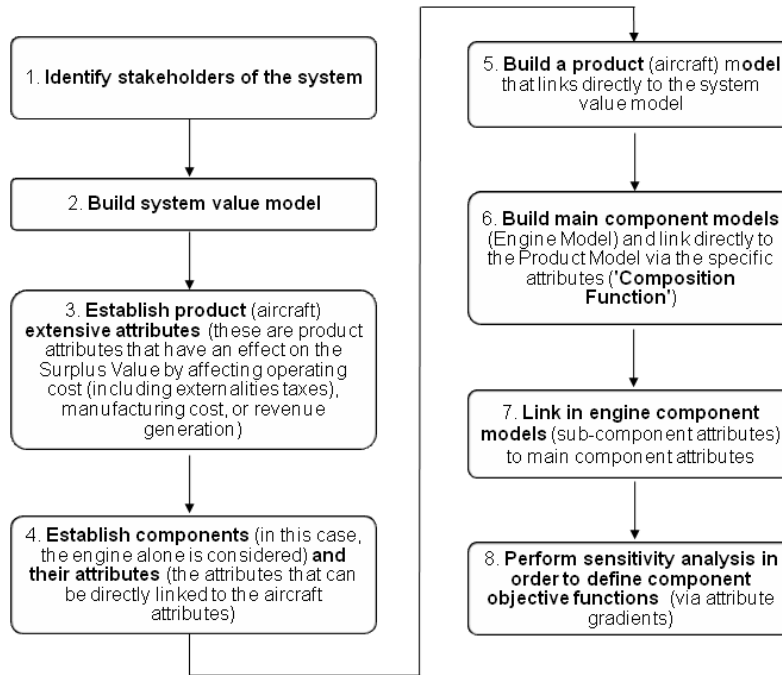 1. Identify stakeholders of the system
2. Build system value model
3. Establish product (aircraft)
extensive attributes (these are product
attributes that have an effect on the
Surplus Value by affecting operating
cost (including externalities taxes),
manufacturing cost, or revenue
generation)
4. Establish components (in this case,
the engine alone is considered) and
their attributes (the attributes that can
be directly linked to the aircraft
attributes)
5. Build a product (aircraft) model
that links directly to the system
value model
6. Build main component models
(Engine Model) and link directly to
the Product Model via the specific
attributes ('Composition
Function')
7. Link in engine component
models (sub-component attributes)
to main component attributes
8. Perform sensitivity analysis in
order to define component
objective functions (via attribute
gradients)